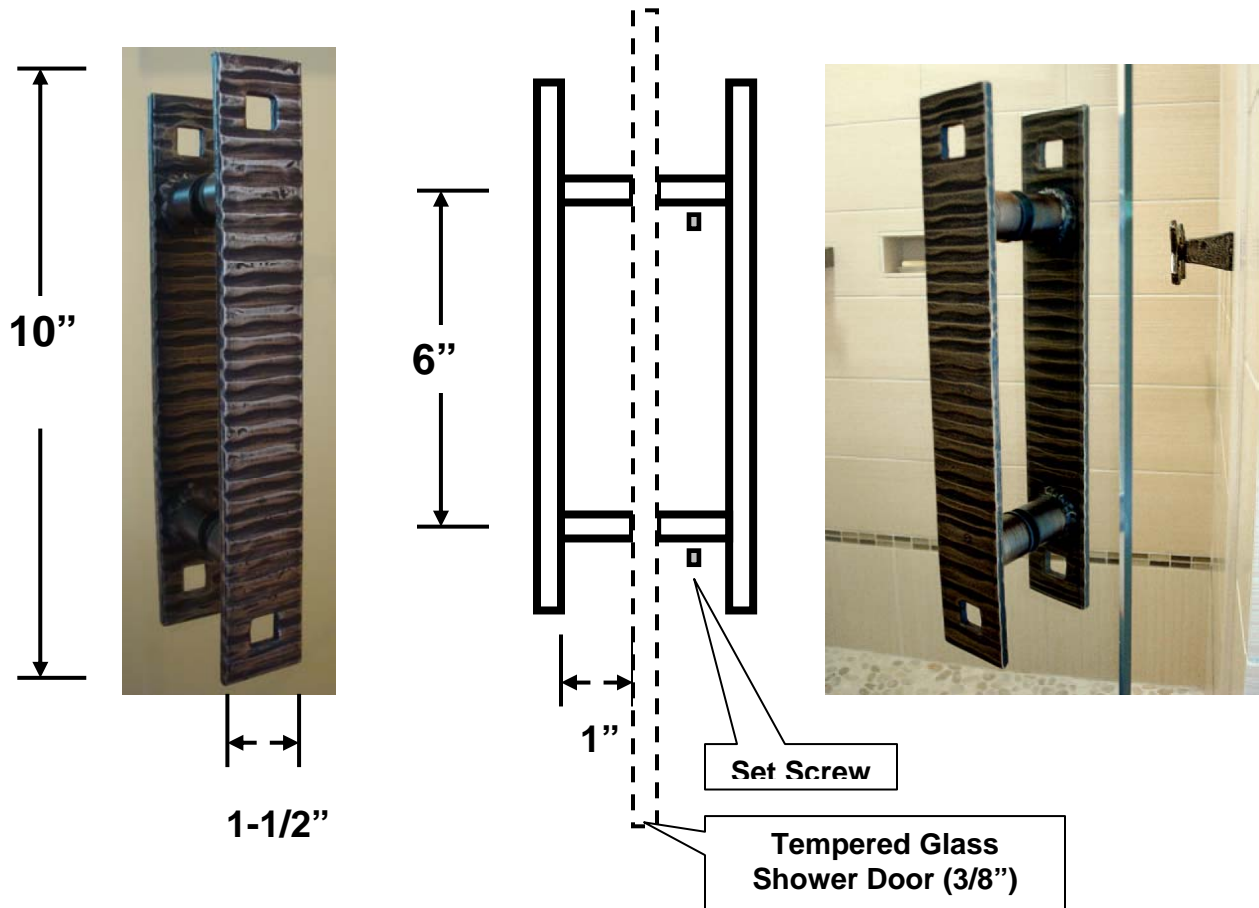 10”
6”
1”
1-1/2”
Set Screw
Tempered Glass
Shower Door (3/8”)